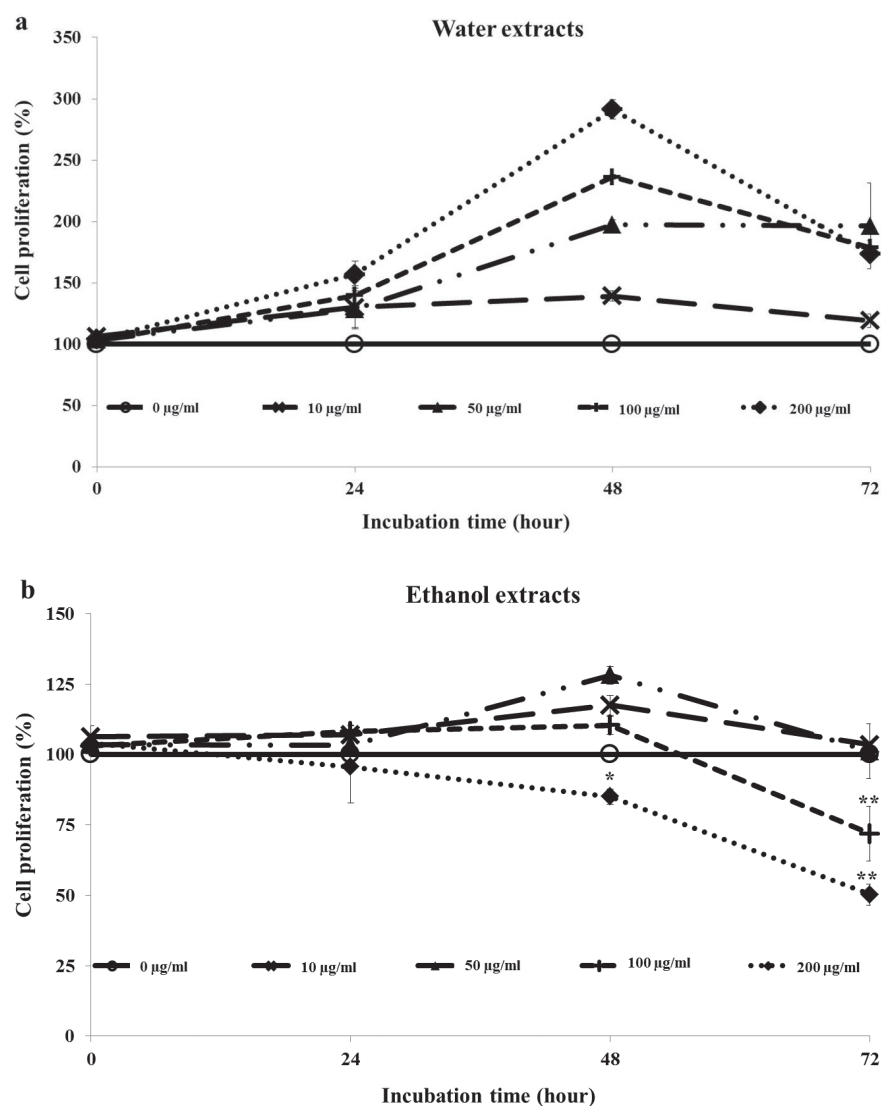 a
Water extracts
350
300
250
200
150
100
50
0
Cell proliferation (%)
0 µg/ml 10 µg/ml 50 µg/ml 100 µg/ml 200 µg/ml
0 24 48 72
Incubation time (hour)
b
Ethanol extracts
150
125
100
75
50
25
0
Cell proliferation (%)
*
**
**
0 µg/ml 10 µg/ml 50 µg/ml 100 µg/ml 200 µg/ml
0 24 48 72
Incubation time (hour)